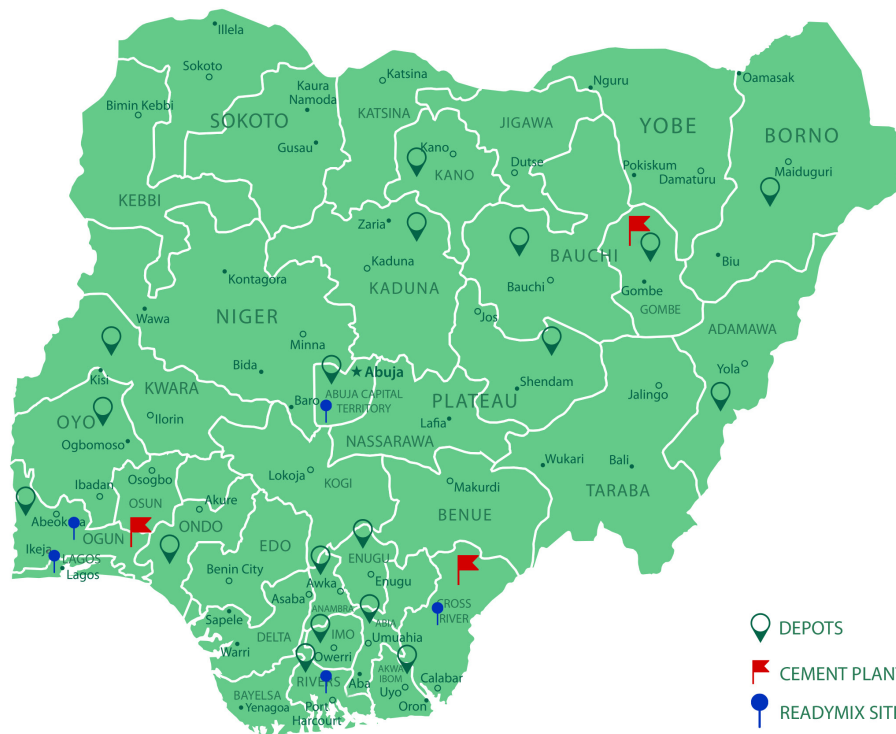 Illela
Sokoto
Katsina
Nguru
Oamasak
Kaura
Namoda
Bimin Kebbi
SOKOTO
KATSINA
JIGAWA
YOBE
BORNO
Gusau
Kano
KANO
Dutse
Pokiskum
Damaturu
Maiduguri
KEBBI
Zaria
Kaduna
KADUNA
BAUCHI
Bauchi
Biu
Gombe
GOMBE
Kontagora
Wawa
NIGER
Jos
ADAMAWA
Minna
Bida
Abuja
Yola
Kisi
KWARA
ABUJA CAPITAL
TERRITORY
Baro
Shendam
Jalingo
PLATEAU
OYO
Ilorin
Lafia
NASSARAWA
Ogbomoso
Wukari
Bali
Lokoja
KOGI
Osogbo
Ibadan
Makurdi
TARABA
OSUN
Akure
BENUE
ONDO
OGUN
EDO
Ikeja
LAGOS
Lagos
ENUGU
Enugu
Benin City
Awka
Asaba
ANAMBRA
CROSS
RIVER
Sapele
ABIA
DELTA
IMO
Umuahia
Warri
Owerri
AKWA
IBOM
RIVERS
Aba
Calabar
BAYELSA
Uyo
Yenagoa
Port
Harcourt
Oron
DEPOTS
CEMENT PLAN
READYMIX SIT